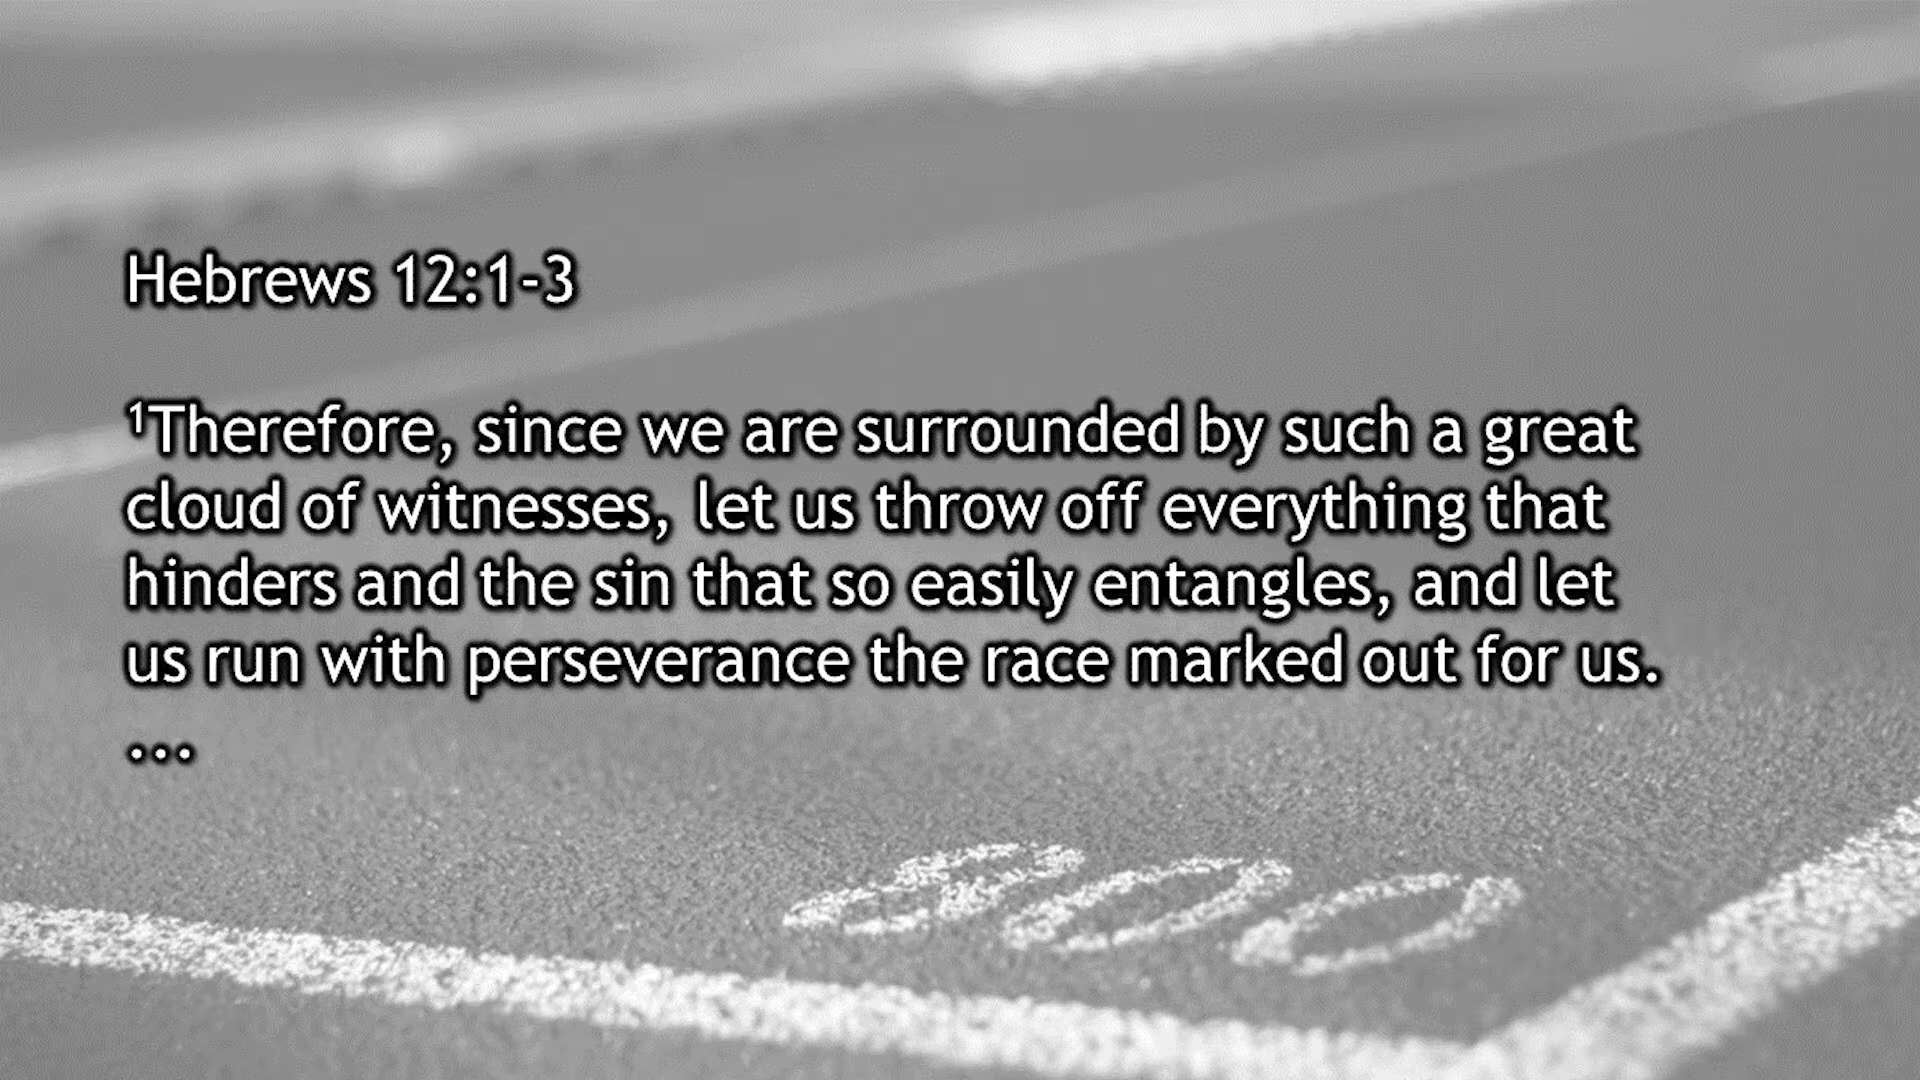 Hebrews 12:1-3
¹Therefore, since we are surrounded by such a great
cloud of witnesses, let us throw off everything that
hinders and the sin that so easily entangles, and let
us run with perseverance the race marked out for us.
...
800